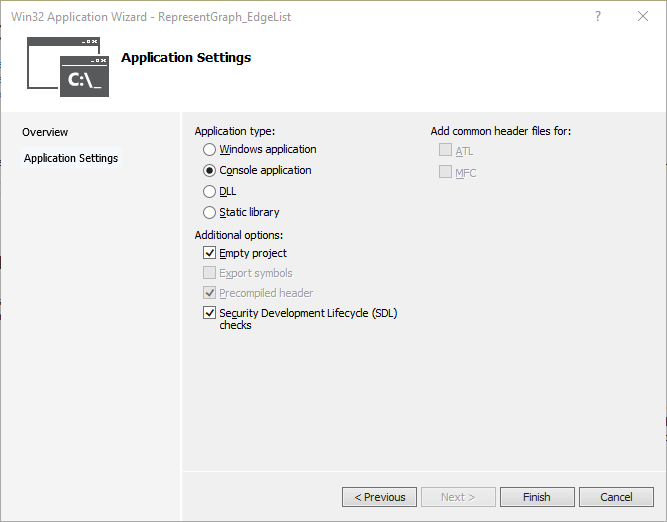 Win32 Application Wizard - RepresentGraph_EdgeList
?
C:\_
Application Settings
Overview
Application Settings
Application type:
Windows application
Console application
DLL
Static library
Additional options:
Empty project
Export symbols
Precompiled header
Security Development Lifecycle (SDL)
checks
Add common header files for:
ATL
MFC
< Previous
Next >
Finish
Cancel